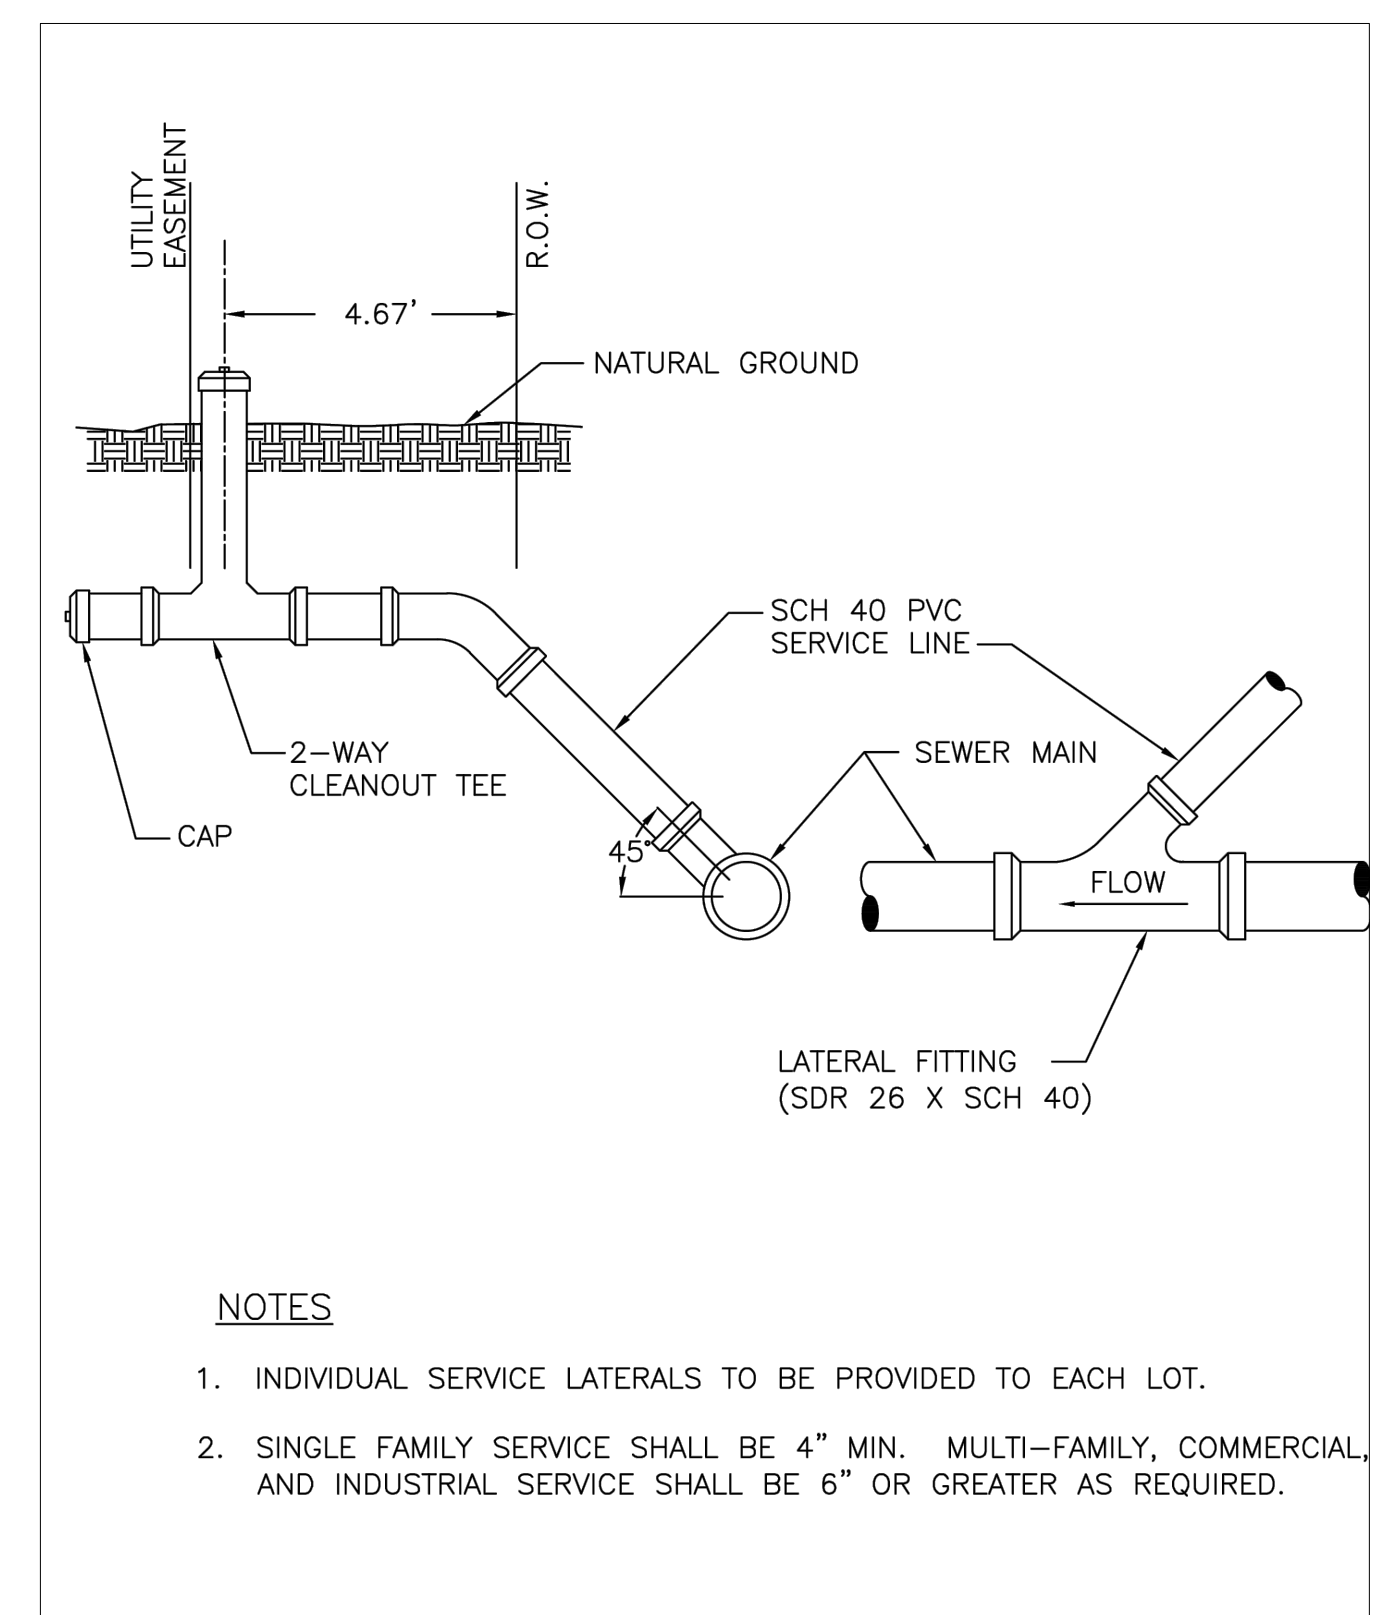 UTILITY
EASEMENT
R.O.W.
4.67’
NATURAL GROUND
SCH 40 PVC
SERVICE LINE
2–WAY
CLEANOUT TEE
SEWER MAIN
CAP
45°
FLOW
LATERAL FITTING
(SDR 26 X SCH 40)
NOTES
1. INDIVIDUAL SERVICE LATERALS TO BE PROVIDED TO EACH LOT.
2. SINGLE FAMILY SERVICE SHALL BE 4” MIN. MULTI–FAMILY, COMMERCIAL,
AND INDUSTRIAL SERVICE SHALL BE 6” OR GREATER AS REQUIRED.